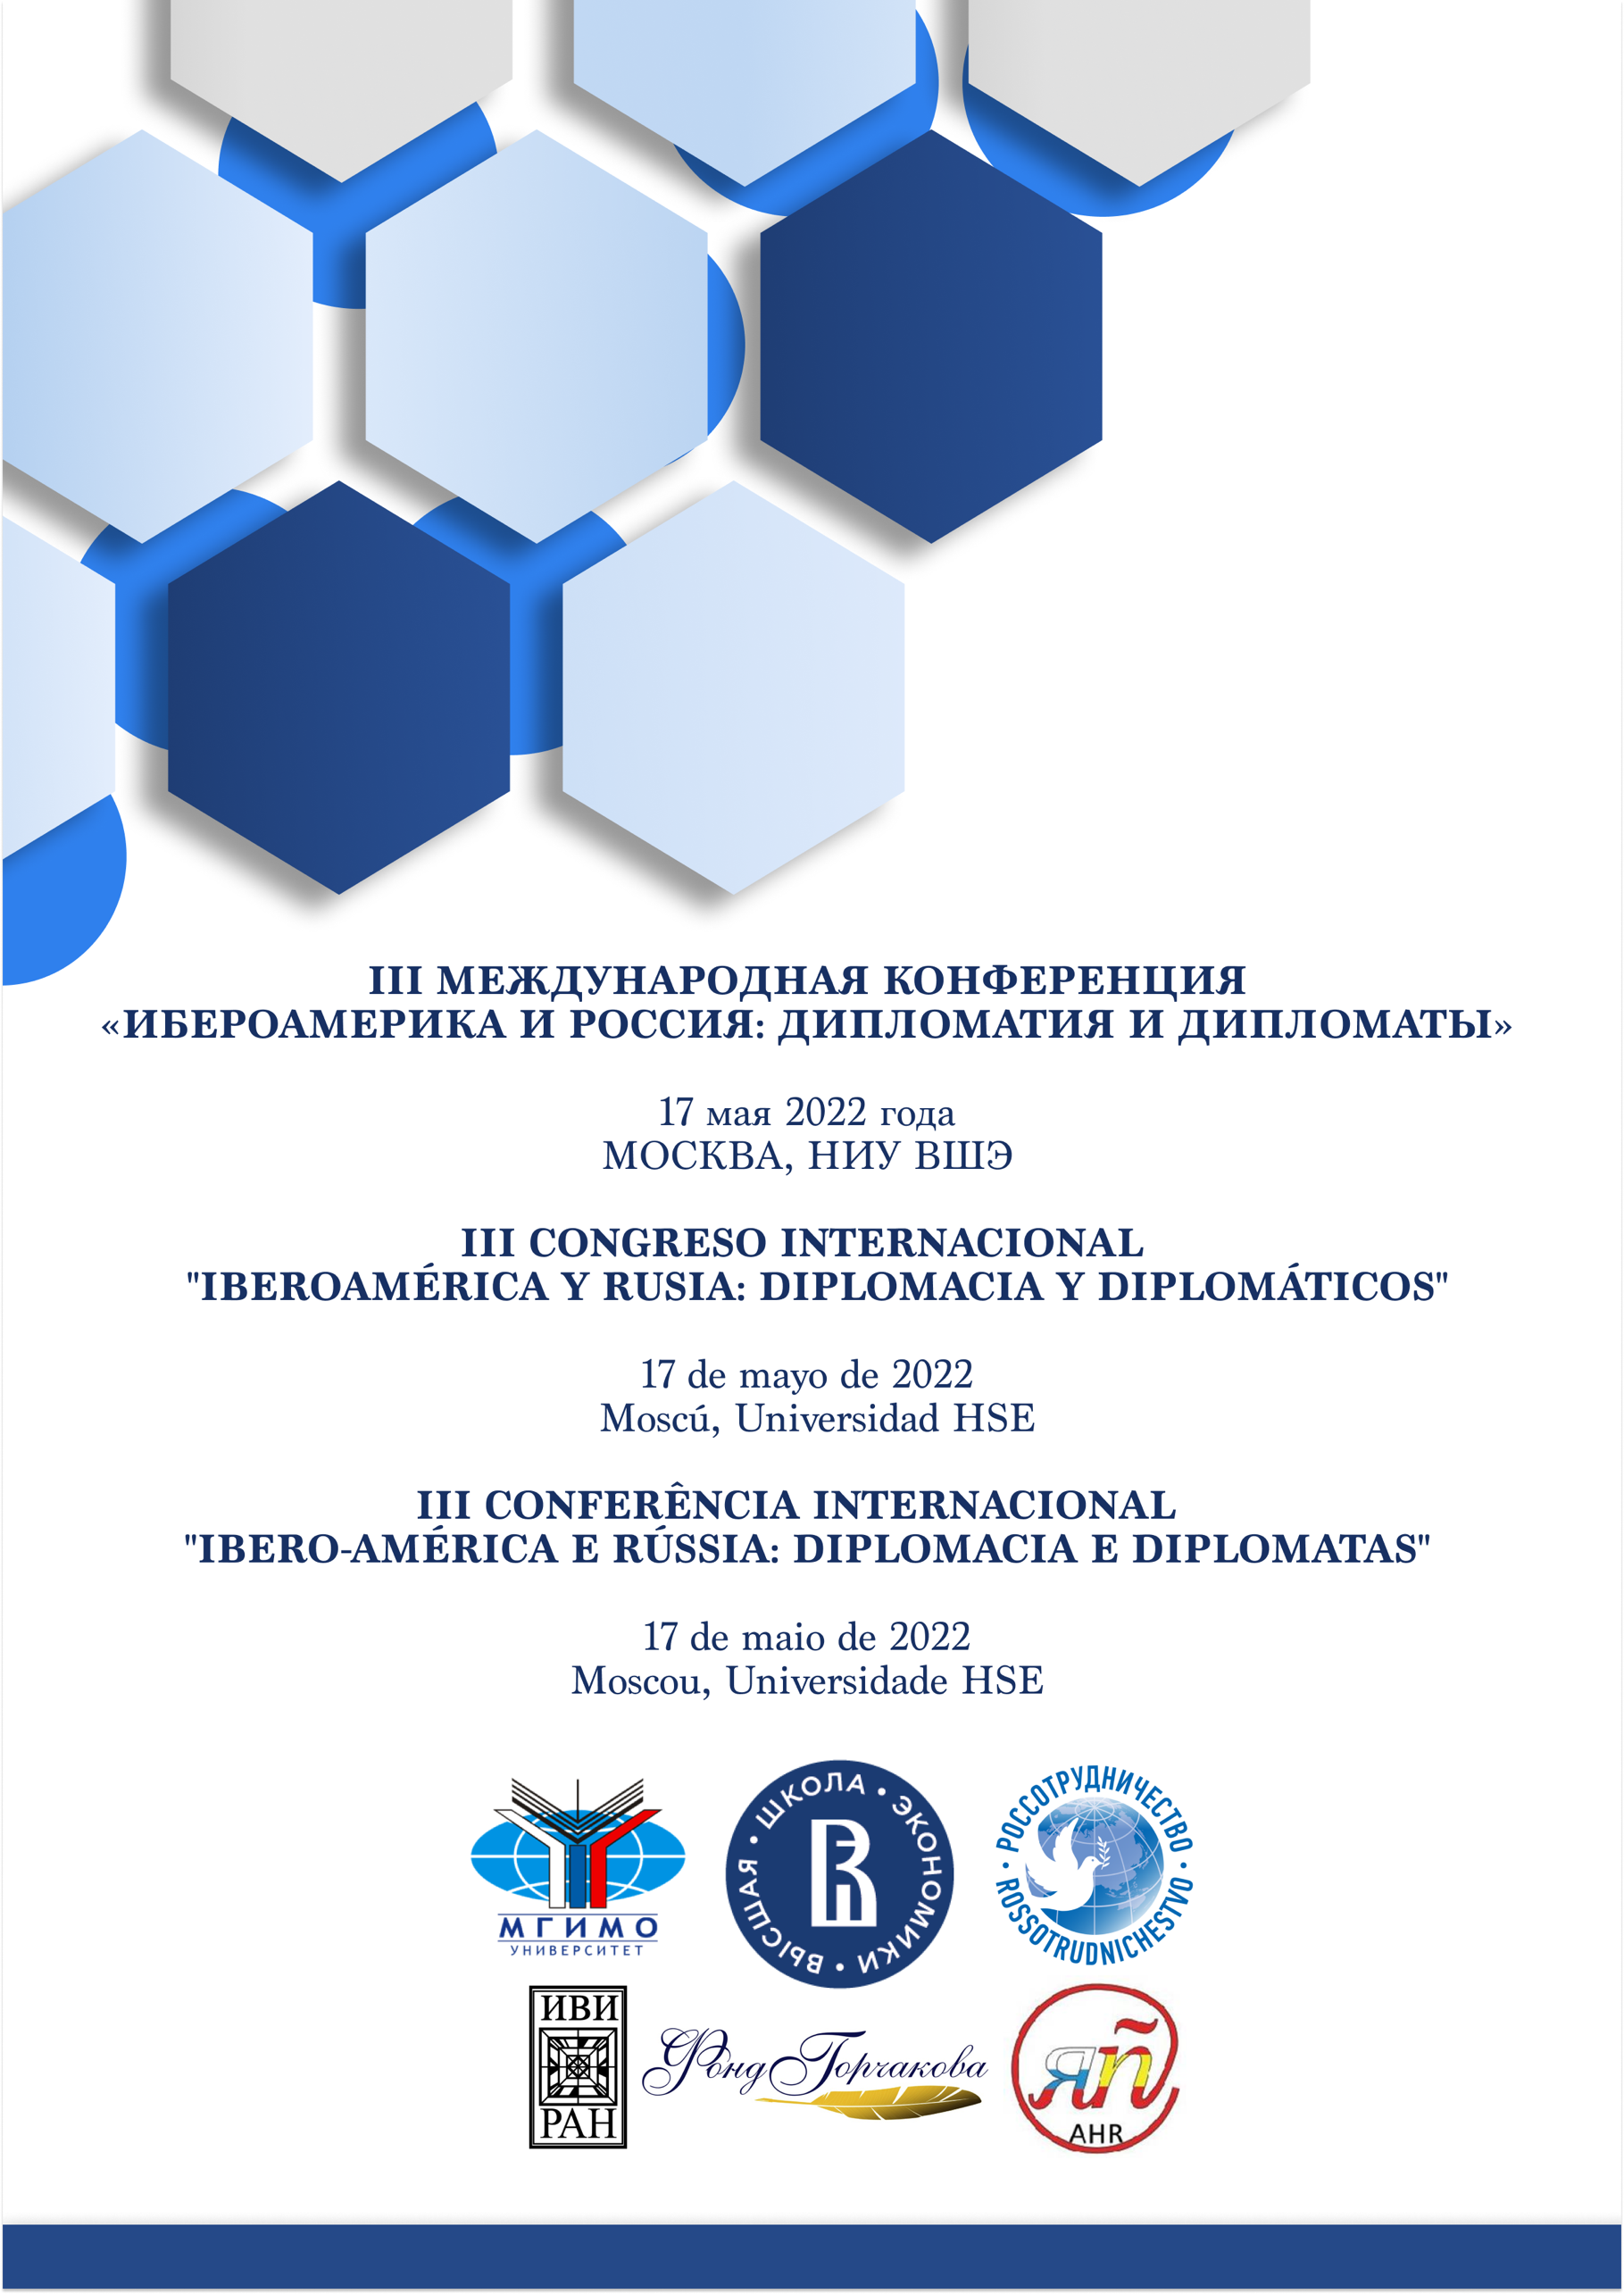 III МЕЖДУНАРОДНАЯ КОНФЕРЕНЦИЯ
«ИБЕРОАМЕРИКА И РОССИЯ: ДИПЛОМАТИЯ И ДИПЛОМАТЫ»
17 мая 2022 года
МОСКВА, НИУ ВШЭ
III CONGRESO INTERNACIONAL
"IBEROAMÉRICA Y RUSIA: DIPLOMACIA Y DIPLOMÁTICOS"
17 de mayo de 2022
Moscú, Universidad HSE
III CONFERÊNCIA INTERNACIONAL
"IBERO-AMÉRICA E RÚSSIA: DIPLOMACIA E DIPLOMATAS"
17 de maio de 2022
Moscou, Universidade HSE
МГИМО
УНИВЕРСИТЕТ
ВЫСШАЯ • ШКОЛА • ЭКОНОМИКИ •
РОССОТРУДНИЧЕСТВО
• ROSSOTRUDNICHESTVO •
ИВИ
РАН
Фонд Горчакова
яñ
AHR